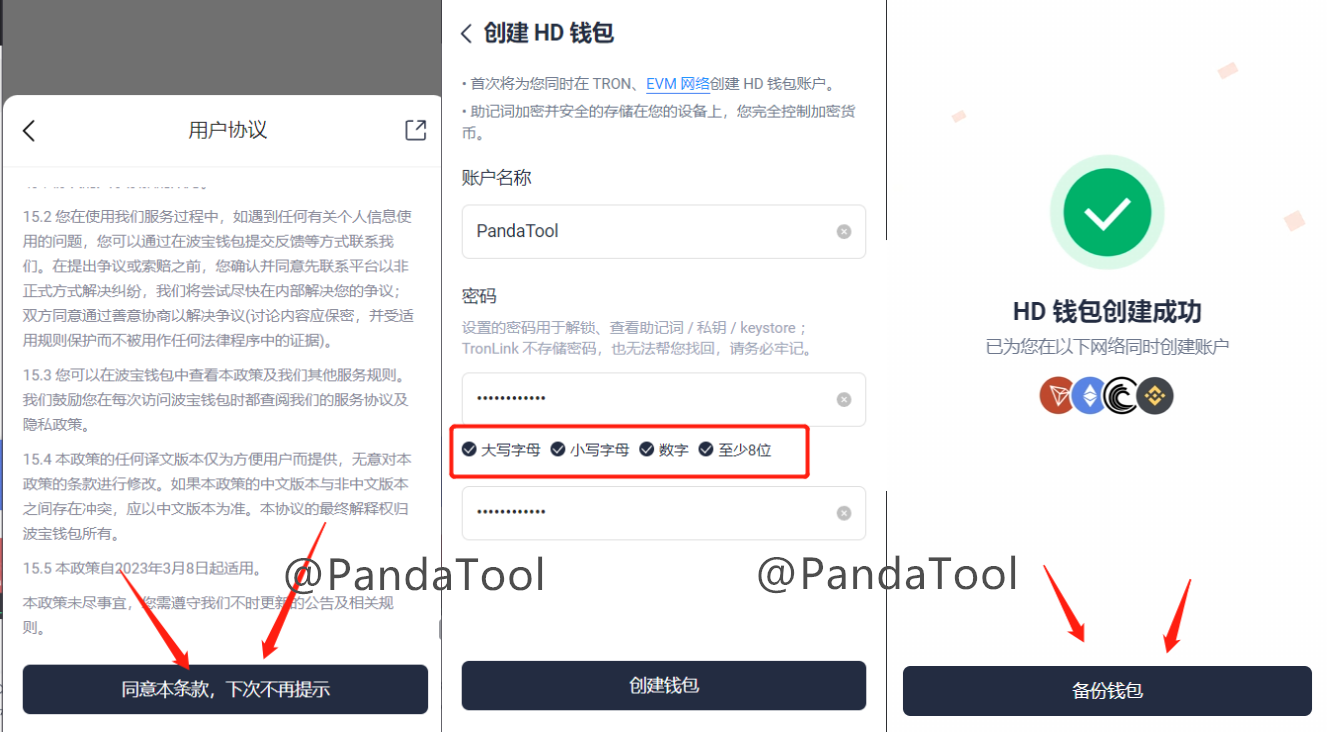 用户协议
15.2 您在使用我们服务过程中，如遇到任何有关个人信息使
用的问题，您可以通过在波宝钱包提交反馈等方式联系我
们。在提出争议或索赔之前，您确认并同意先联系平台以非
正式方式解决纠纷，我们将尝试尽快在内部解决您的争议；
双方同意通过善意协商以解决争议(讨论内容应保密，并受适
用规则保护而不被用作任何法律程序中的证据)。
15.3 您可以在波宝钱包中查看本政策及我们其他服务规则。
我们鼓励您在每次访问波宝钱包时都查阅我们的服务协议及
隐私政策。
15.4 本政策的任何译文版本仅为方便用户而提供，无意对本
政策的条款进行修改。如果本政策的中文版本与非中文版本
之间存在冲突，应以中文版本为准。本协议的最终解释权归
波宝钱包所有。
15.5 本政策自2023年3月8日起适用。
本政策未尽事宜，您需遵守我们不时更新的公告及相关规
则。
同意本条款，下次不再提示
@PandaTool
创建 HD 钱包
• 首次将为您同时在 TRON、EVM 网络创建 HD 钱包账户。
• 助记词加密并安全的存储在您的设备上，您完全控制加密货
币。
账户名称
PandaTool
密码
设置的密码用于解锁、查看助记词 / 私钥 / keystore；
TronLink 不存储密码，也无法帮您找回，请务必牢记。
大写字母 小写字母 数字 至少8位
创建钱包
@PandaTool
HD 钱包创建成功
已为您在以下网络同时创建账户
备份钱包